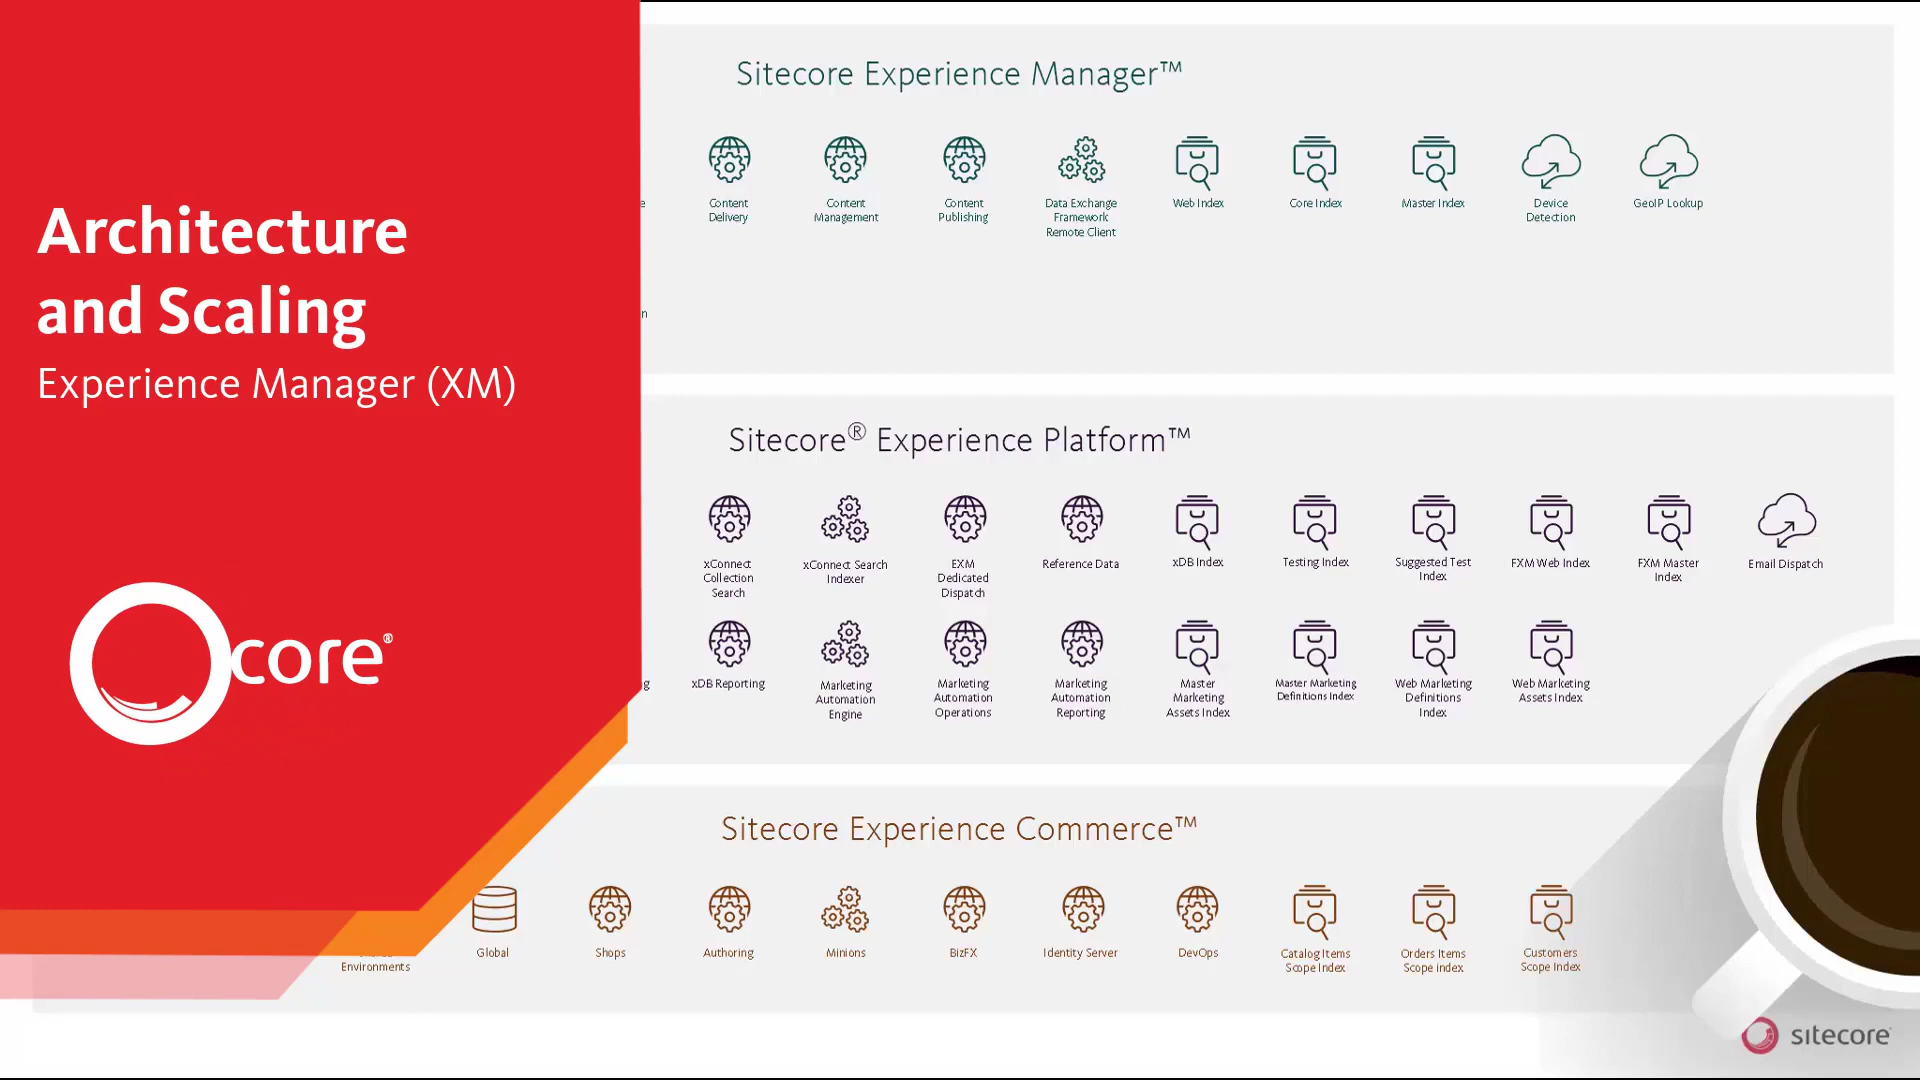 Architecture
and Scaling
Experience Manager (XM)
core®
Sitecore Experience Manager™
Content
Delivery
Content
Management
Content
Publishing
Data Exchange
Framework
Remote Client
Web Index
Core Index
Master Index
Device
Detection
GeoIP Lookup
Sitecore® Experience Platform™
xConnect
Collection
Search
xConnect Search
Indexer
EXM
Dedicated
Dispatch
Reference Data
xDB Index
Testing Index
Suggested Test
Index
FXM Web Index
FXM Master
Index
Email Dispatch
xDB Reporting
Marketing
Automation
Engine
Marketing
Automation
Operations
Marketing
Automation
Reporting
Master
Marketing
Assets Index
Master Marketing
Definitions Index
Web Marketing
Definitions
Index
Web Marketing
Assets Index
Sitecore Experience Commerce™
Environments
Global
Shops
Authoring
Minions
BizFX
Identity Server
DevOps
Catalog Items
Scope Index
Orders Items
Scope index
Customers
Scope Index
sitecore